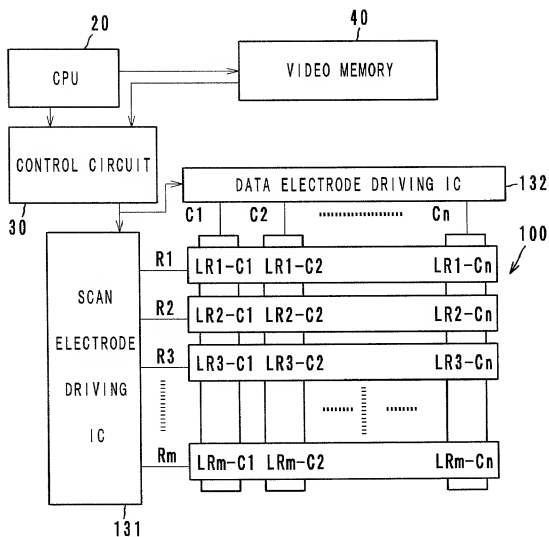 20
40
CPU
VIDEO MEMORY
CONTROL CIRCUIT
30
DATA ELECTRODE DRIVING IC
132
C1 C2 Cn
100
SCAN
ELECTRODE
DRIVING
IC
131
R1
LR1-C1 LR1-C2 LR1-Cn
R2
LR2-C1 LR2-C2 LR2-Cn
R3
LR3-C1 LR3-C2 LR3-Cn
Rm
LRm-C1 LRm-C2 LRm-Cn